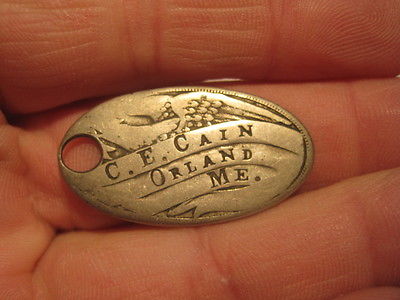 C. E. CAIN
ORLAND
ME.